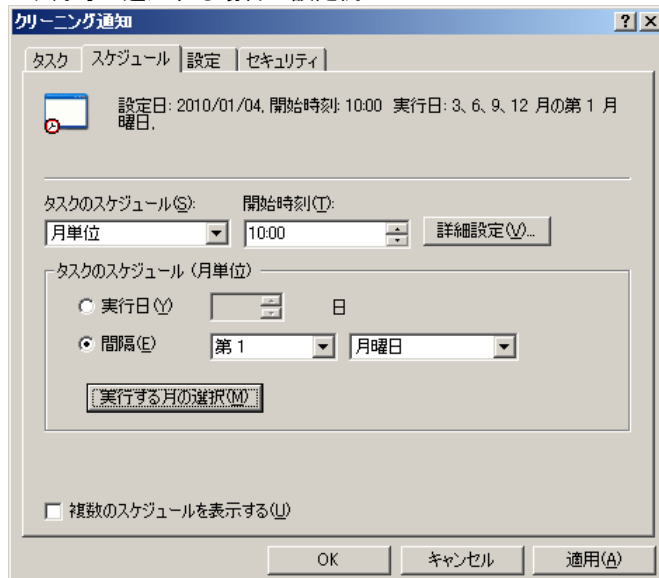 クリーニング通知
タスク スケジュール 設定 セキュリティ
設定日: 2010/01/04, 開始時刻: 10:00 実行日: 3、6、9、12 月の第 1 月
曜日,
タスクのスケジュール(S): 開始時刻(T):
月単位 10:00 詳細設定(V)...
タスクのスケジュール (月単位)
実行日(Y) 日
間隔(E) 第 1 月曜日
実行する月の選択(M)
複数のスケジュールを表示する(U)
OK キャンセル 適用(A)